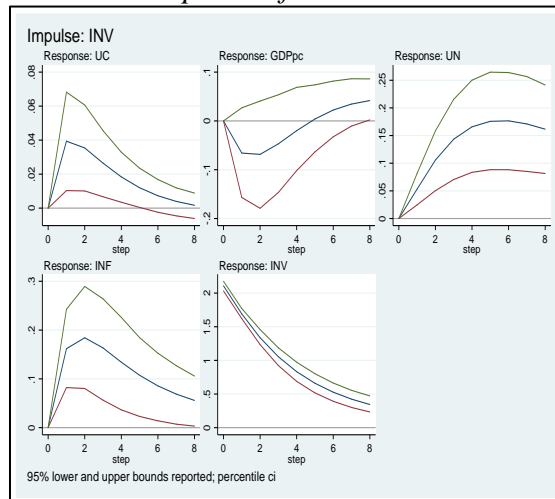 Impulse: INV
Response: UC
0 .02 .04 .06 .08
0 2 4 6 8
step
Response: GDPpc
-.2 -.1 0 .1
0 2 4 6 8
step
Response: UN
0 .05 .1 .15 .2 .25
0 2 4 6 8
step
Response: INF
0 .1 .2 .3
0 2 4 6 8
step
Response: INV
0 .5 1 1.5 2
0 2 4 6 8
step
95% lower and upper bounds reported; percentile ci